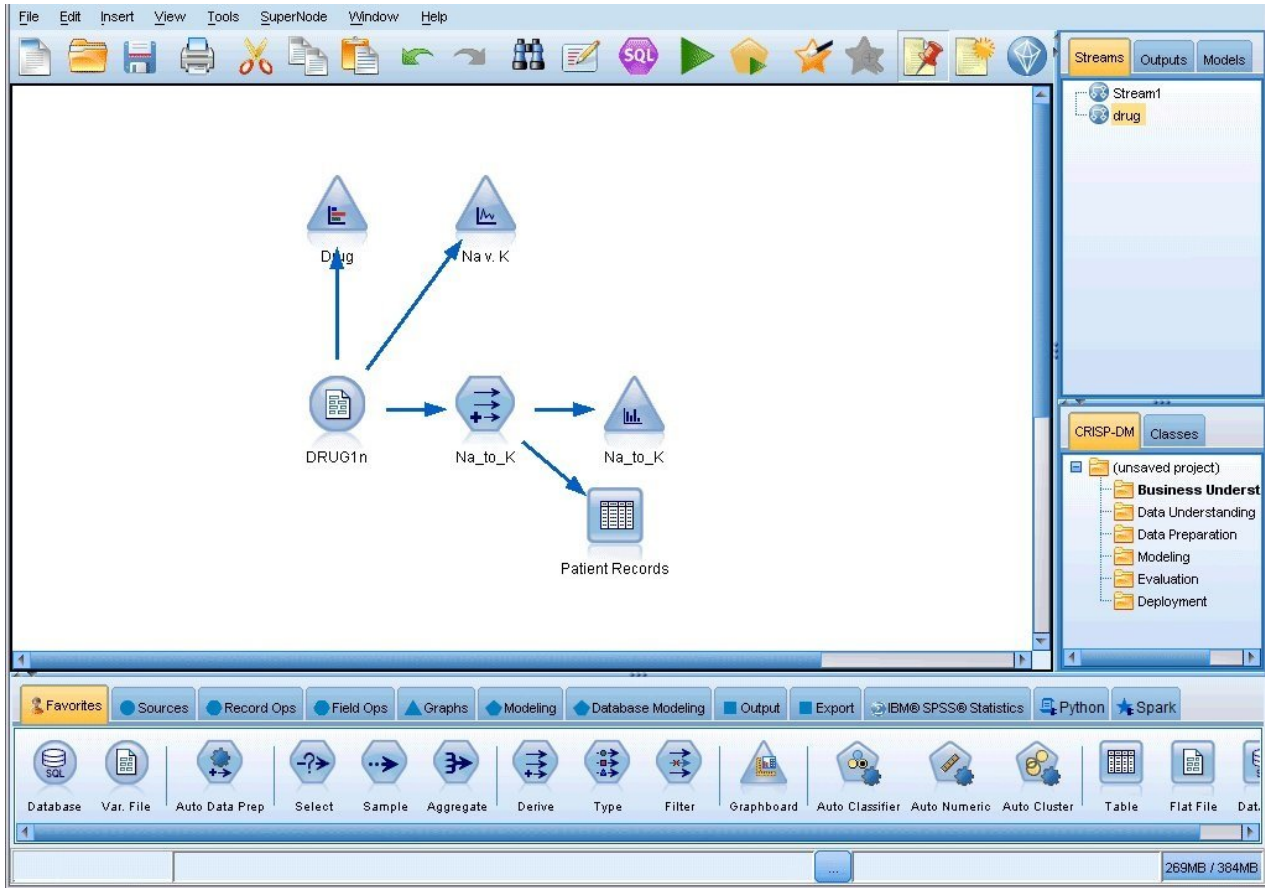 File Edit Insert View Tools SuperNode Window Help
SQL
Streams Outputs Models
Stream1
drug
Drug
Na v. K
DRUG1n
Na_to_K
Na_to_K
Patient Records
CRISP-DM Classes
(unsaved project)
Business Underst
Data Understanding
Data Preparation
Modeling
Evaluation
Deployment
Favorites Sources Record Ops Field Ops Graphs Modeling Database Modeling Output Export IBM® SPSS® Statistics Python Spark
SQL
Database Var. File Auto Data Prep Select Sample Aggregate Derive Type Filter Graphboard Auto Classifier Auto Numeric Auto Cluster Table Flat File Dat
...
269MB / 384MB